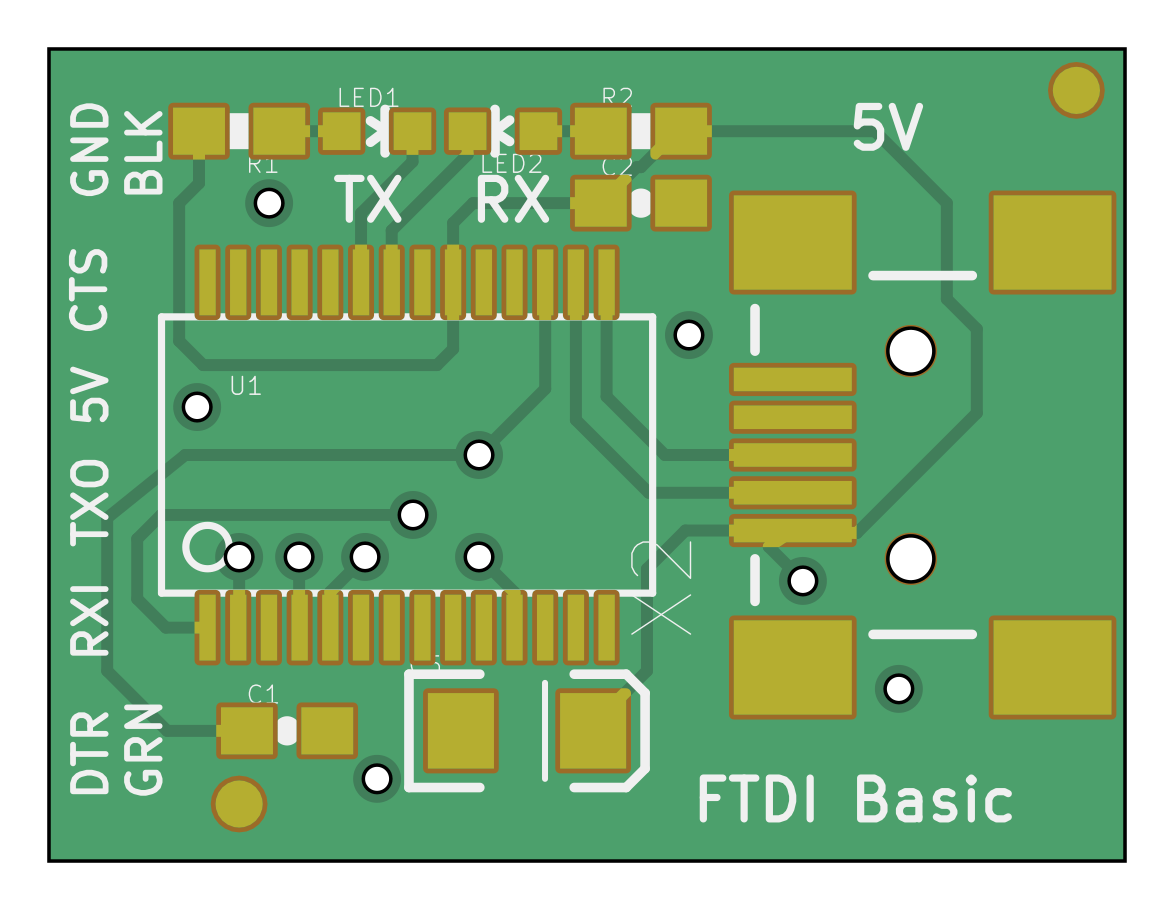 GND
BLK
CTS
5V
TXO
RXI
DTR
GRN
LED1
R1
TX
LED2
RX
R2
C2
5V
U1
X2
C1
FTDI Basic